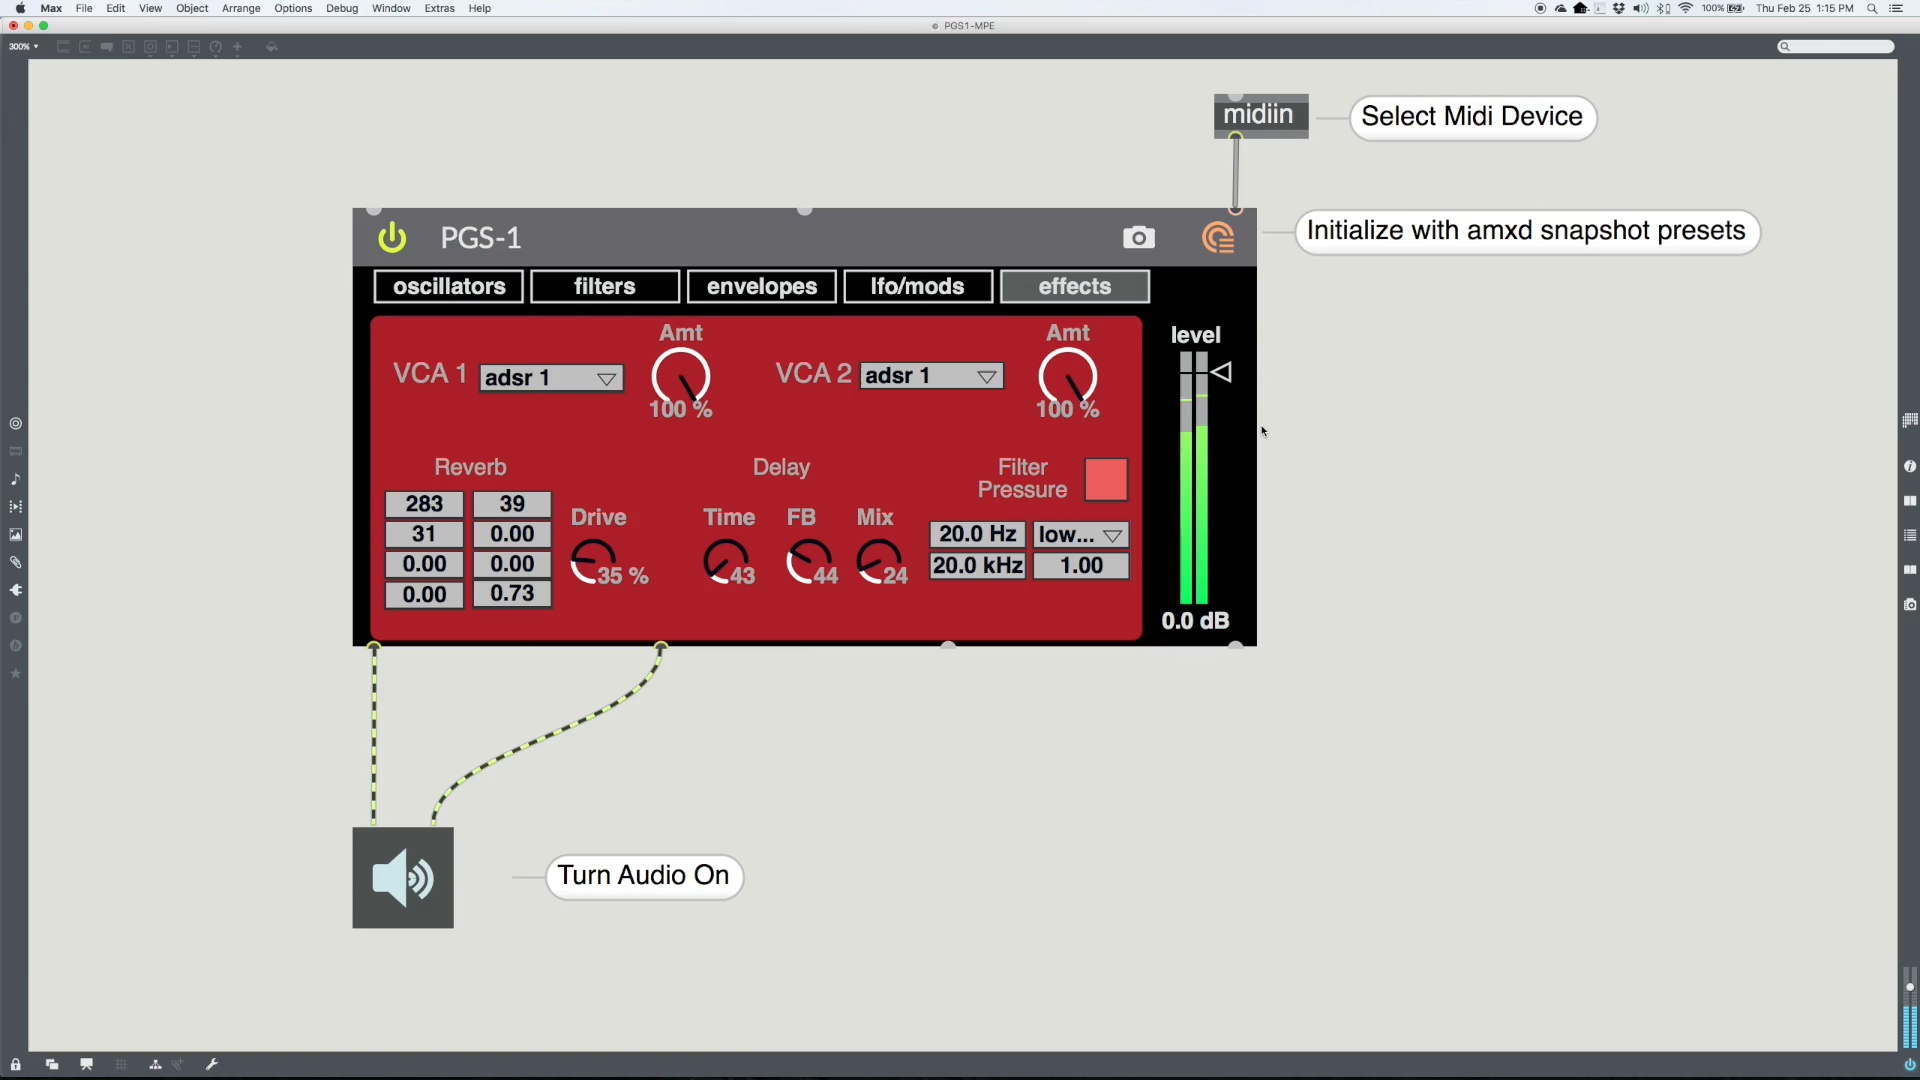 Max File Edit View Object Arrange Options Debug Window Extras Help
100% Thu Feb 25 1:15 PM
PGS1-MPE
300%
midiin
Select Midi Device
PGS-1
Initialize with amxd snapshot presets
oscillators filters envelopes lfo/mods effects
level
Amt Amt
VCA 1 adsr 1 VCA 2 adsr 1
100 % 100 %
Reverb Delay Filter
Pressure
283 39
Drive Time FB Mix
31 0.00 20.0 Hz low...
0.00 0.00 35 % 43 44 24 20.0 kHz 1.00
0.00 0.73
0.0 dB
Turn Audio On